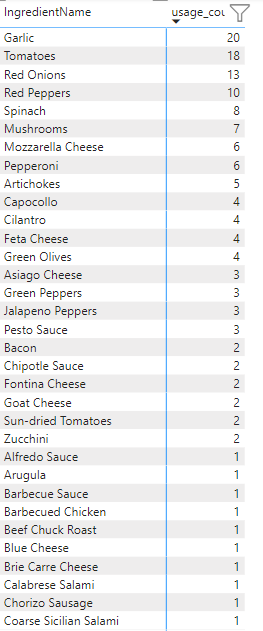 IngredientName usage_cou
Garlic 20
Tomatoes 18
Red Onions 13
Red Peppers 10
Spinach 8
Mushrooms 7
Mozzarella Cheese 6
Pepperoni 6
Artichokes 5
Capocollo 4
Cilantro 4
Feta Cheese 4
Green Olives 4
Asiago Cheese 3
Green Peppers 3
Jalapeno Peppers 3
Pesto Sauce 3
Bacon 2
Chipotle Sauce 2
Fontina Cheese 2
Goat Cheese 2
Sun-dried Tomatoes 2
Zucchini 2
Alfredo Sauce 1
Arugula 1
Barbecue Sauce 1
Barbecued Chicken 1
Beef Chuck Roast 1
Blue Cheese 1
Brie Carre Cheese 1
Calabrese Salami 1
Chorizo Sausage 1
Coarse Sicilian Salami 1